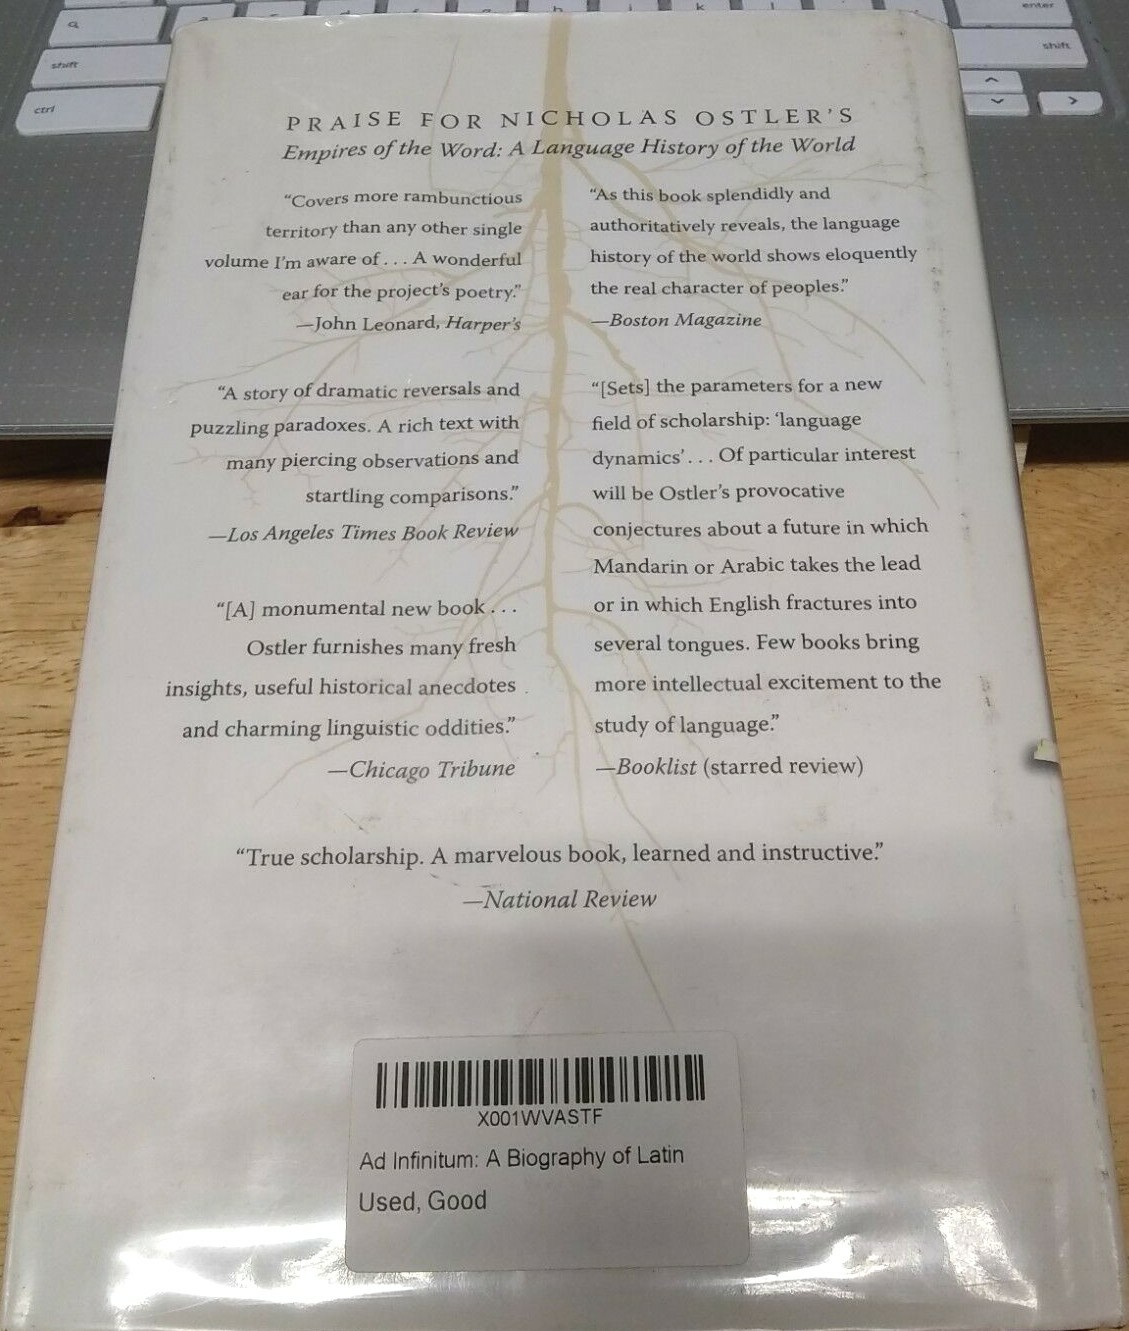 enter
shift
shift
ctrl
h
j
k
l
PRAISE FOR NICHOLAS OSTLER'S
Empires of the Word: A Language History of the World
“Covers more rambunctious
territory than any other single
volume I'm aware of . . . A wonderful
ear for the project's poetry.”
—John Leonard, Harper's
“A story of dramatic reversals and
puzzling paradoxes. A rich text with
many piercing observations and
startling comparisons.”
—Los Angeles Times Book Review
“[A] monumental new book . . .
Ostler furnishes many fresh
insights, useful historical anecdotes
and charming linguistic oddities.”
—Chicago Tribune
“As this book splendidly and
authoritatively reveals, the language
history of the world shows eloquently
the real character of peoples.”
—Boston Magazine
“[Sets] the parameters for a new
field of scholarship: ‘language
dynamics’ . . . Of particular interest
will be Ostler's provocative
conjectures about a future in which
Mandarin or Arabic takes the lead
or in which English fractures into
several tongues. Few books bring
more intellectual excitement to the
study of language.”
—Booklist (starred review)
“True scholarship. A marvelous book, learned and instructive.”
—National Review
X001WVASTF
Ad Infinitum: A Biography of Latin
Used, Good